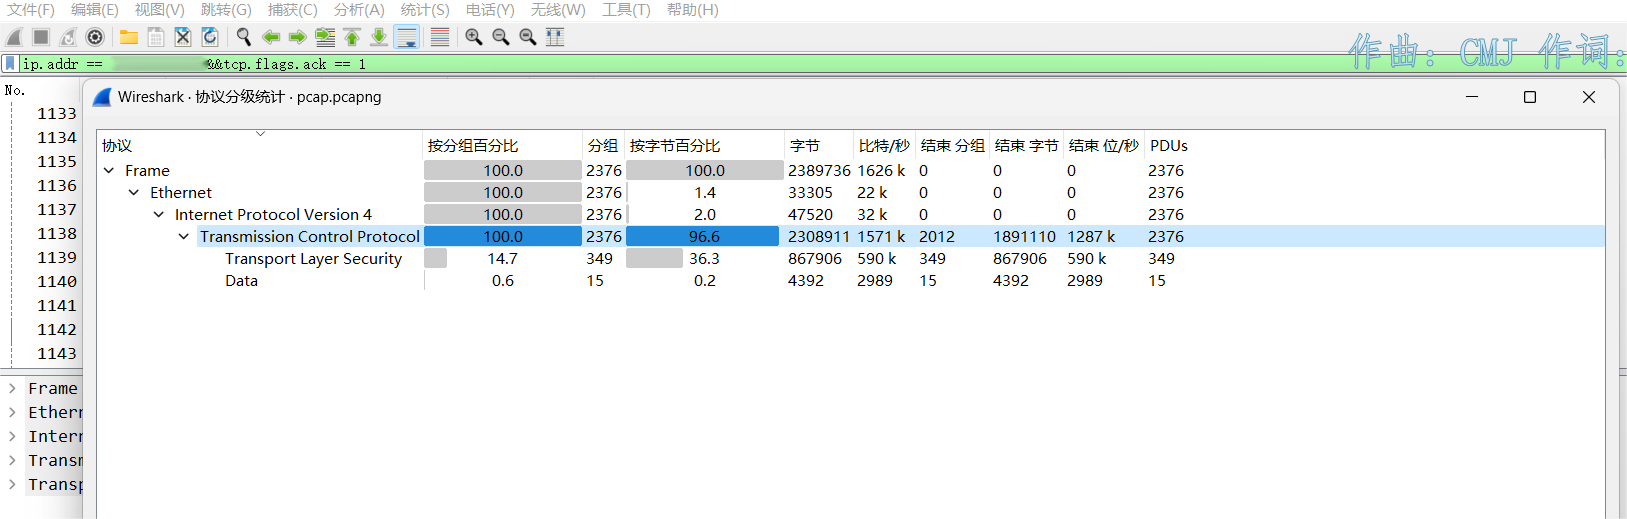 文件(F) 编辑(E) 视图(V) 跳转(G) 捕获(C) 分析(A) 统计(S) 电话(Y) 无线(W) 工具(T) 帮助(H)
作曲: CMJ 作词:
ip.addr == &&tcp.flags.ack == 1
No.
Wireshark · 协议分级统计 · pcap.pcapng
协议 按分组百分比 分组 按字节百分比 字节 比特/秒 结束 分组 结束 字节 结束 位/秒 PDUs
Frame 100.0 2376 100.0 2389736 1626 k 0 0 0 2376
Ethernet 100.0 2376 1.4 33305 22 k 0 0 0 2376
Internet Protocol Version 4 100.0 2376 2.0 47520 32 k 0 0 0 2376
Transmission Control Protocol 100.0 2376 96.6 2308911 1571 k 2012 1891110 1287 k 2376
Transport Layer Security 14.7 349 36.3 867906 590 k 349 867906 590 k 349
Data 0.6 15 0.2 4392 2989 15 4392 2989 15
1133
1134
1135
1136
1137
1138
1139
1140
1141
1142
1143
Frame
Ethern
Intern
Transm
Transp